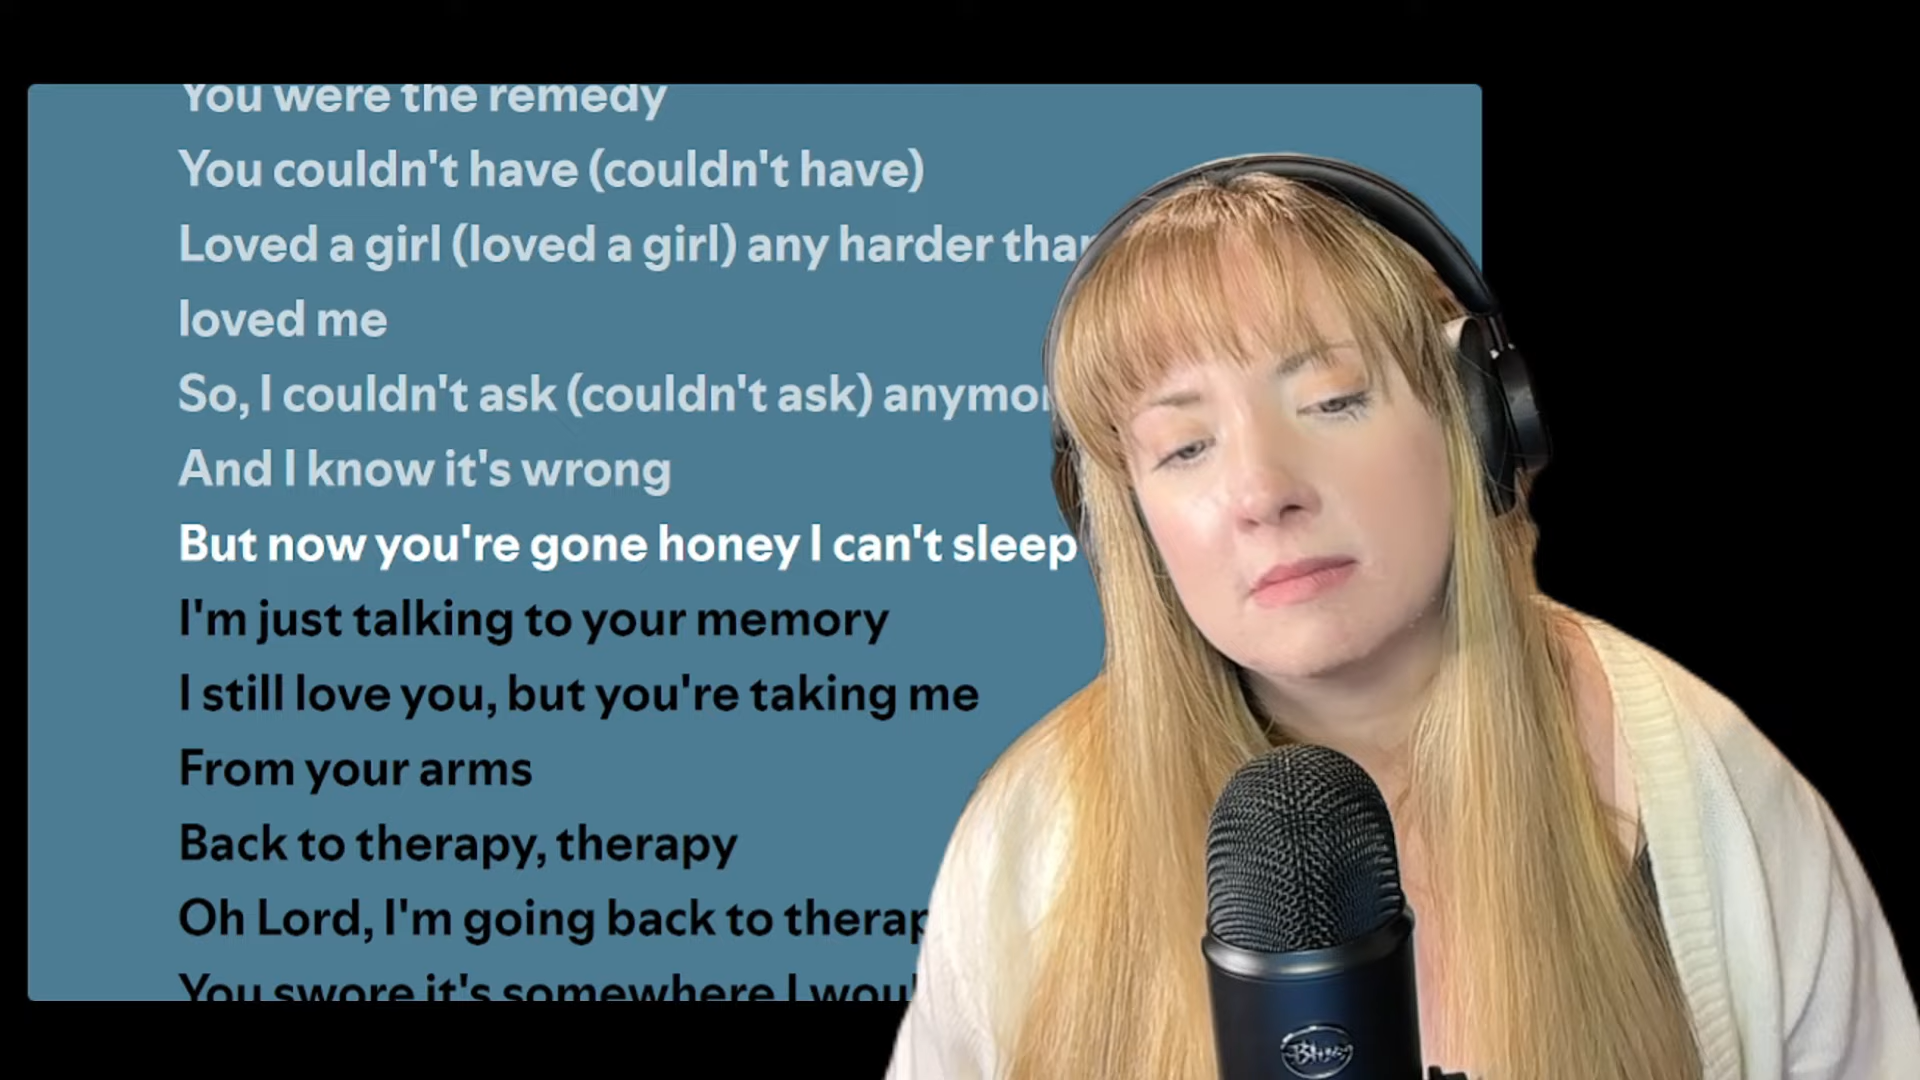 You were the remedy
You couldn't have (couldn't have)
Loved a girl (loved a girl) any harder than
loved me
So, I couldn't ask (couldn't ask)
And I know it's wrong
But now you're gone honey I can't sleep
I'm just talking to your memory
I still love you, but you're taking me
From your arms
Back to therapy, therapy
Oh Lord, I'm going back to
You swore it's somewhere I
Blue